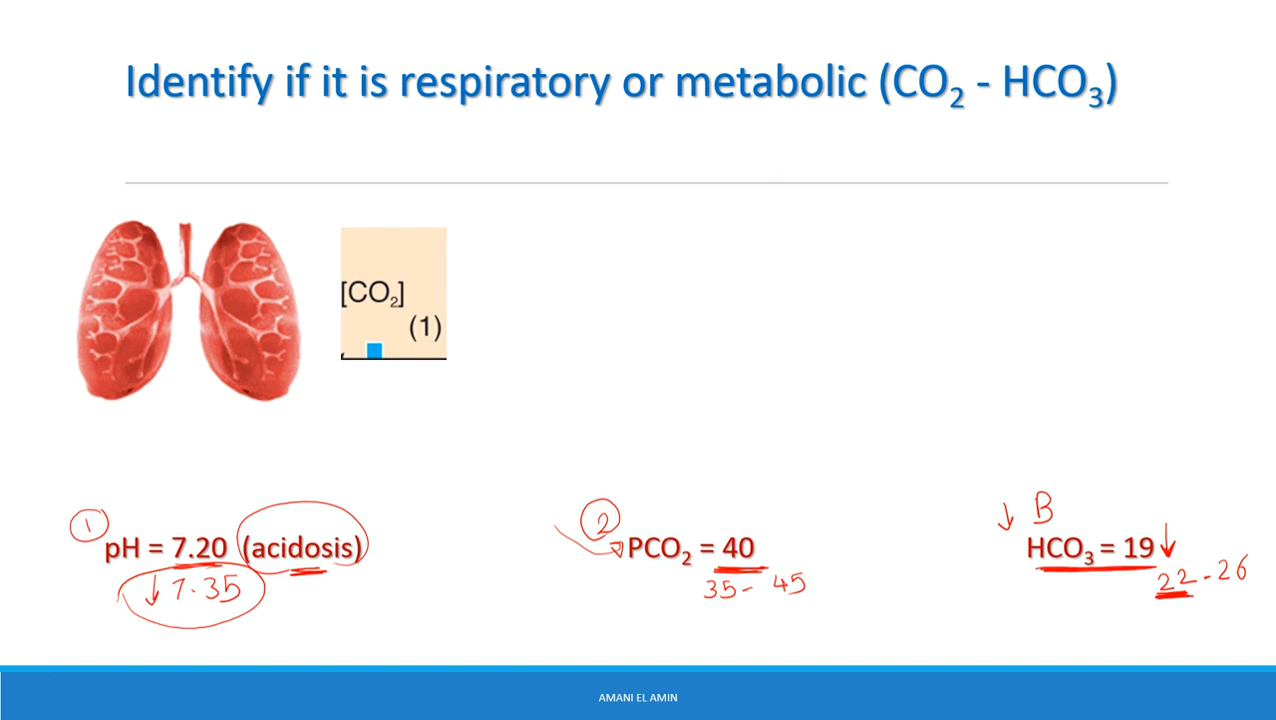 Identify if it is respiratory or metabolic (CO₂ - HCO₃)
[CO₂]
(1)
1
pH = 7.20 (acidosis)
↓ 7.35
2
PCO₂ = 40
35 - 45
↓ B
HCO₃ = 19 ↓
22 - 26
AMANI EL AMIN